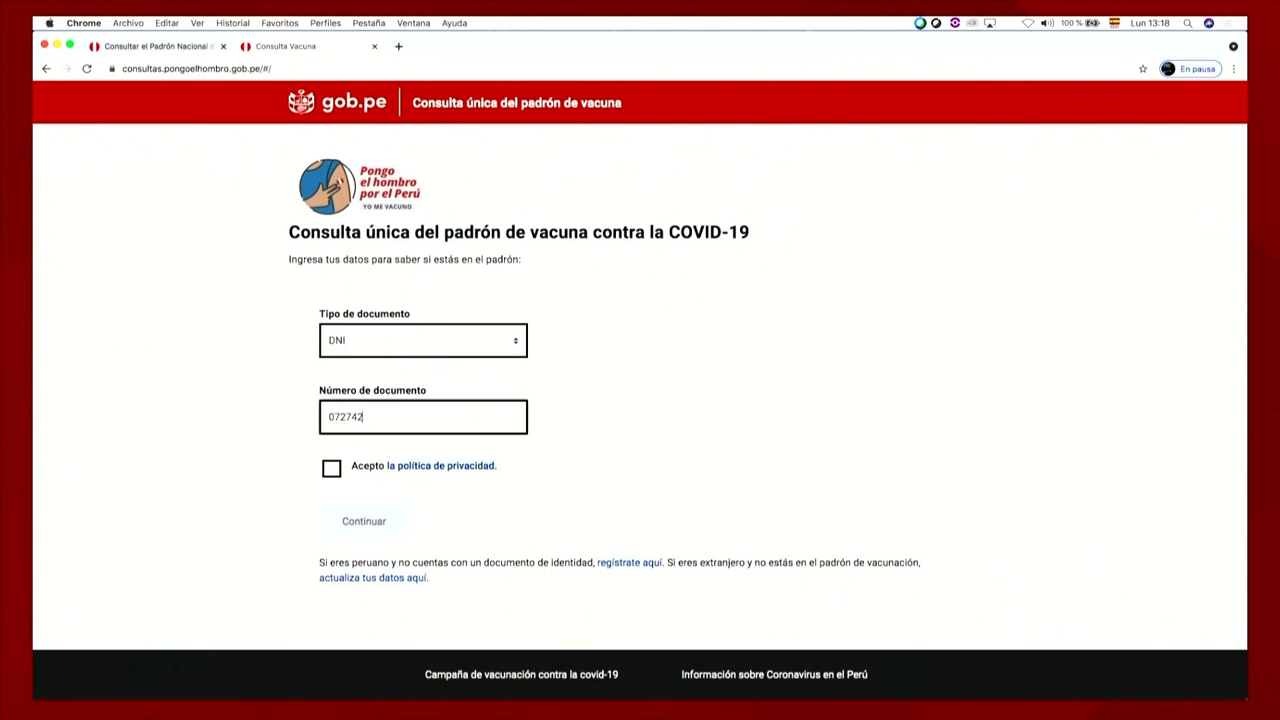 Chrome Archivo Editar Ver Historial Favoritos Perfiles Pestaña Ventana Ayuda 100 % Lun 13:18
Consultar el Padrón Nacional Consulta Vacuna
consultas.pongoelhombro.gob.pe/#/ En pausa
gob.pe Consulta única del padrón de vacuna
Pongo
el hombro
por el Perú
YO ME VACUNO
Consulta única del padrón de vacuna contra la COVID-19
Ingresa tus datos para saber si estás en el padrón:
Tipo de documento
DNI
Número de documento
072742
Acepto la política de privacidad.
Continuar
Si eres peruano y no cuentas con un documento de identidad, regístrate aquí. Si eres extranjero y no estás en el padrón de vacunación,
actualiza tus datos aquí.
Campaña de vacunación contra la covid-19 Información sobre Coronavirus en el Perú